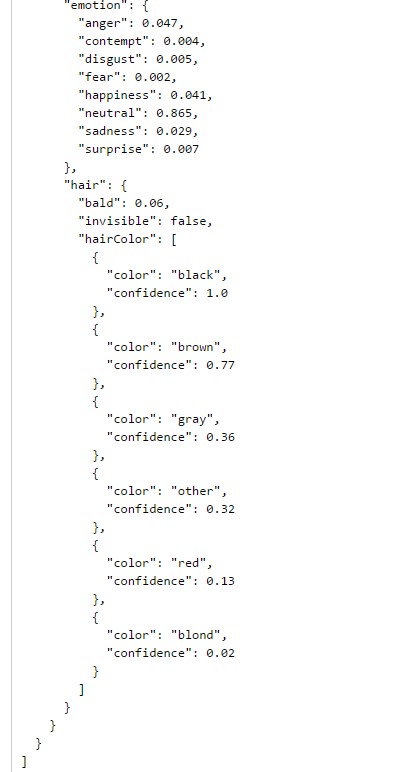 "emotion": {
"anger": 0.047,
"contempt": 0.004,
"disgust": 0.005,
"fear": 0.002,
"happiness": 0.041,
"neutral": 0.865,
"sadness": 0.029,
"surprise": 0.007
},
"hair": {
"bald": 0.06,
"invisible": false,
"hairColor": [
{
"color": "black",
"confidence": 1.0
},
{
"color": "brown",
"confidence": 0.77
},
{
"color": "gray",
"confidence": 0.36
},
{
"color": "other",
"confidence": 0.32
},
{
"color": "red",
"confidence": 0.13
},
{
"color": "blond",
"confidence": 0.02
}
]
}
}
}
]